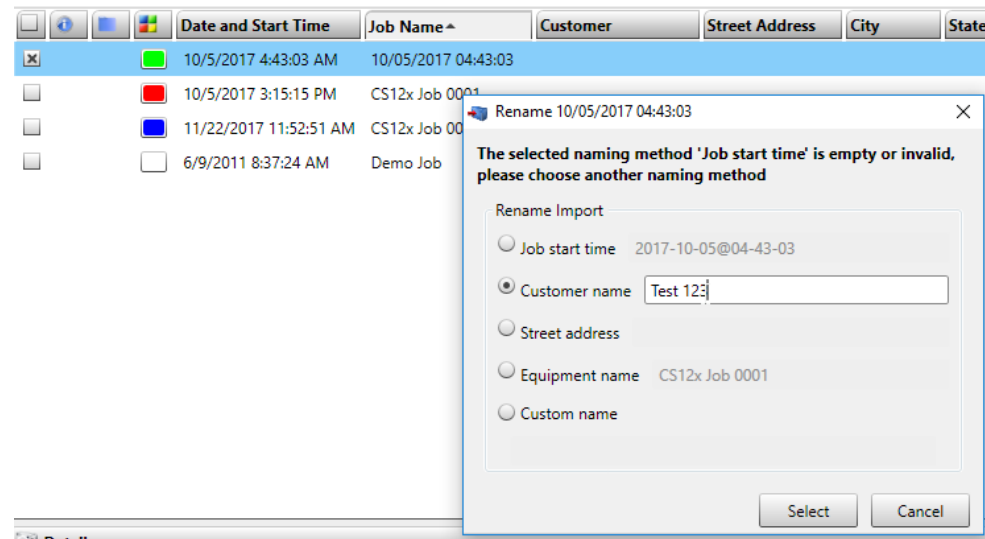 Date and Start Time Job Name Customer Street Address City State
10/5/2017 4:43:03 AM 10/05/2017 04:43:03
10/5/2017 3:15:15 PM CS12x Job 0001
11/22/2017 11:52:51 AM CS12x Job 00
6/9/2011 8:37:24 AM Demo Job
Rename 10/05/2017 04:43:03
The selected naming method 'Job start time' is empty or invalid,
please choose another naming method
Rename Import
Job start time 2017-10-05@04-43-03
Customer name Test 123
Street address
Equipment name CS12x Job 0001
Custom name
Select Cancel